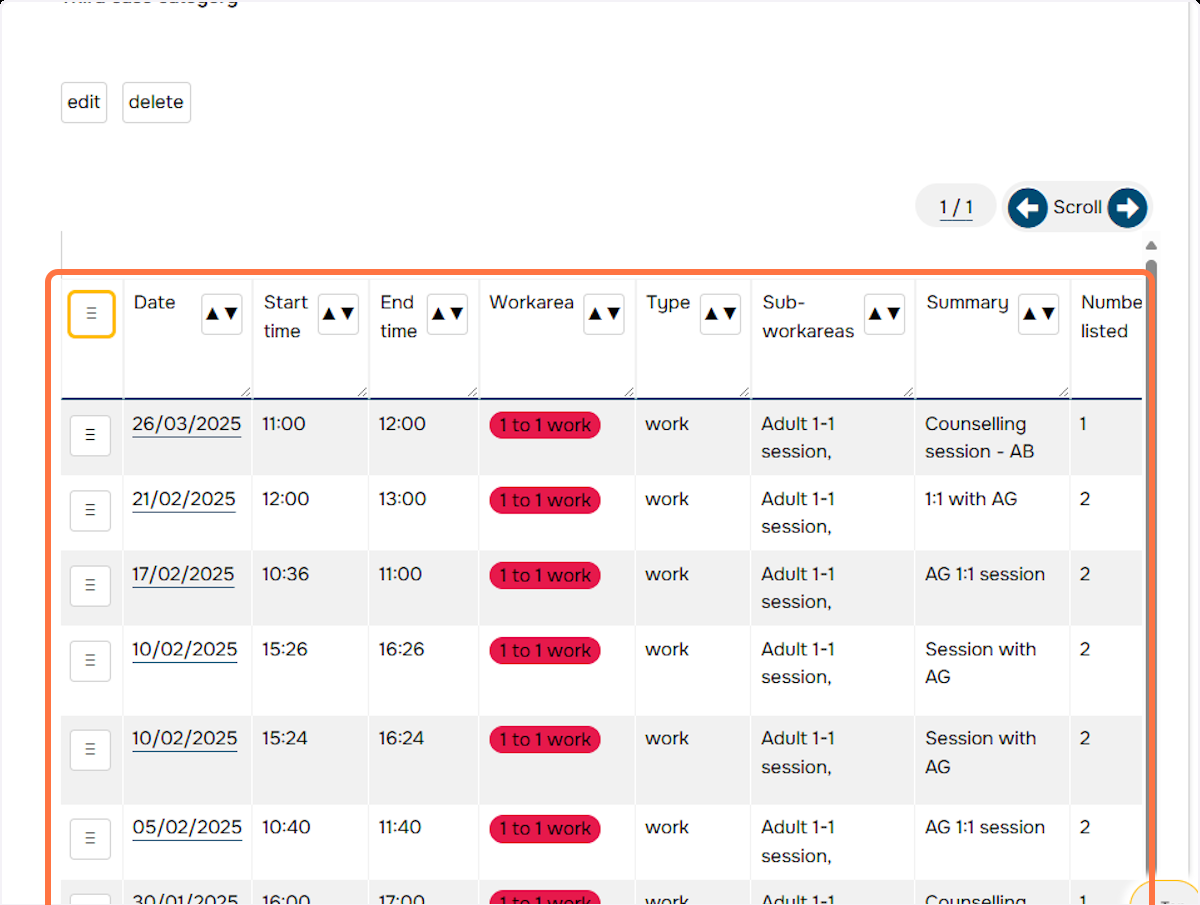 Third case category
edit delete
1 / 1 Scroll
Date ▲▼ Start time ▲▼ End time ▲▼ Workarea ▲▼ Type ▲▼ Sub-workareas ▲▼ Summary ▲▼ Numbe listed
26/03/2025 11:00 12:00 1 to 1 work work Adult 1-1 session, Counselling session - AB 1
21/02/2025 12:00 13:00 1 to 1 work work Adult 1-1 session, 1:1 with AG 2
17/02/2025 10:36 11:00 1 to 1 work work Adult 1-1 session, AG 1:1 session 2
10/02/2025 15:26 16:26 1 to 1 work work Adult 1-1 session, Session with AG 2
10/02/2025 15:24 16:24 1 to 1 work work Adult 1-1 session, Session with AG 2
05/02/2025 10:40 11:40 1 to 1 work work Adult 1-1 session, AG 1:1 session 2
30/01/2025 16:00 17:00 1 to 1 work work Adult 1-1 Counselling 1